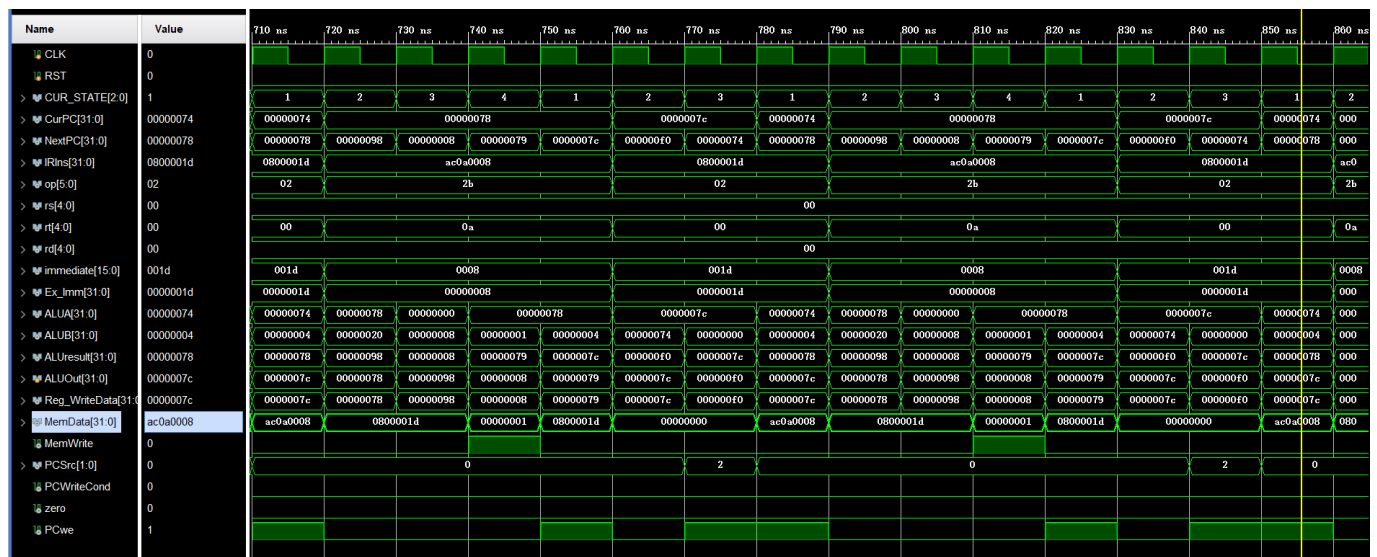 Name Value 710 ns 720 ns 730 ns 740 ns 750 ns 760 ns 770 ns 780 ns 790 ns 800 ns 810 ns 820 ns 830 ns 840 ns 850 ns 860 ns
CLK 0
RST 0
CUR_STATE[2:0] 1 1 2 3 4 1 2 3 1 2 3 4 1 2 3 1 2
CurPC[31:0] 00000074 00000074 00000078 0000007c 00000074 00000078 0000007c 00000074 000
NextPC[31:0] 00000078 00000078 00000098 00000008 00000079 0000007c 000000f0 00000074 00000078 00000098 00000008 00000079 0000007c 000000f0 00000074 00000078 000
IRIns[31:0] 0800001d 0800001d ac0a0008 0800001d ac0a0008 0800001d ac0
op[5:0] 02 02 2b 02 2b 02 2b
rs[4:0] 00 00
rt[4:0] 00 00 0a 00 0a 00 0a
rd[4:0] 00 00
immediate[15:0] 001d 001d 0008 001d 0008 001d 0008
Ex_Imm[31:0] 0000001d 0000001d 00000008 0000001d 00000008 0000001d 000
ALUA[31:0] 00000074 00000074 00000078 00000000 00000078 0000007c 00000074 00000078 00000000 00000078 0000007c 00000074 000
ALUB[31:0] 00000004 00000004 00000020 00000008 00000001 00000004 00000074 00000000 00000004 00000020 00000008 00000001 00000004 00000074 00000000 00000004 000
ALUresult[31:0] 00000078 00000078 00000098 00000008 00000079 0000007c 000000f0 0000007c 00000078 00000098 00000008 00000079 0000007c 000000f0 0000007c 00000078 000
ALUOut[31:0] 0000007c 0000007c 00000078 00000098 00000008 00000079 0000007c 000000f0 0000007c 00000078 00000098 00000008 00000079 0000007c 000000f0 0000007c 000
Reg_WriteData[31:0 0000007c 0000007c 00000078 00000098 00000008 00000079 0000007c 000000f0 0000007c 00000078 00000098 00000008 00000079 0000007c 000000f0 0000007c 000
MemData[31:0] ac0a0008 ac0a0008 0800001d 00000001 0800001d 00000000 ac0a0008 0800001d 00000001 0800001d 00000000 ac0a0008 080
MemWrite 0
PCSrc[1:0] 0 0 2 0 2 0
PCWriteCond 0
zero 0
PCwe 1